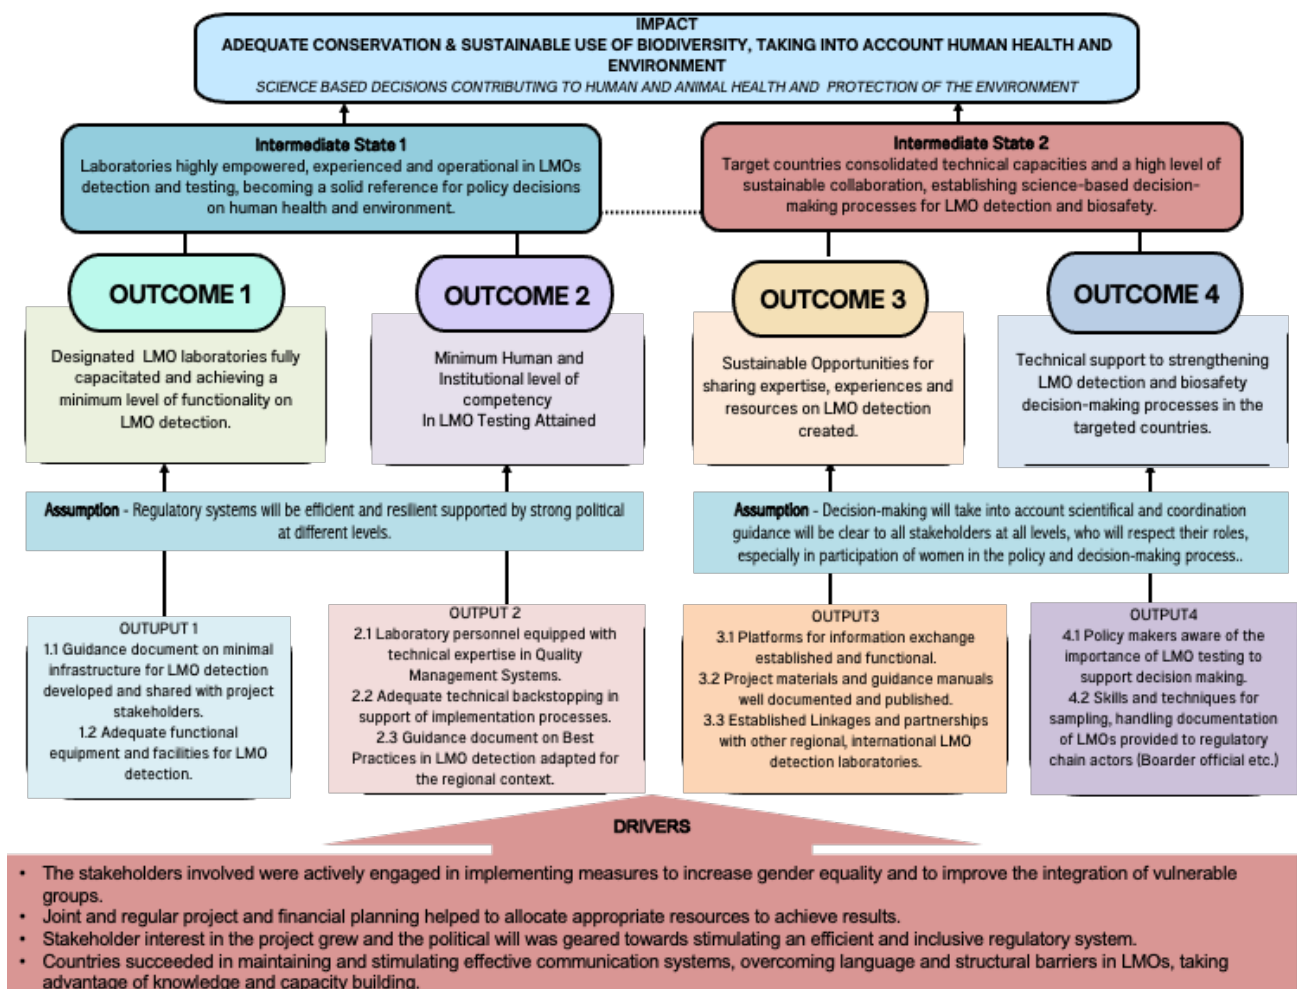 IMPACT
ADEQUATE CONSERVATION & SUSTAINABLE USE OF BIODIVERSITY, TAKING INTO ACCOUNT HUMAN HEALTH AND
ENVIRONMENT
SCIENCE BASED DECISIONS CONTRIBUTING TO HUMAN AND ANIMAL HEALTH AND PROTECTION OF THE ENVIRONMENT
Intermediate State 1
Laboratories highly empowered, experienced and operational in LMOs
detection and testing, becoming a solid reference for policy decisions
on human health and environment.
Intermediate State 2
Target countries consolidated technical capacities and a high level of
sustainable collaboration, establishing science-based decision-
making processes for LMO detection and biosafety.
OUTCOME 1
Designated LMO laboratories fully
capacitated and achieving a
minimum level of functionality on
LMO detection.
OUTCOME 2
Minimum Human and
Institutional level of
competency
In LMO Testing Attained
OUTCOME 3
Sustainable Opportunities for
sharing expertise, experiences and
resources on LMO detection
created.
OUTCOME 4
Technical support to strengthening
LMO detection and biosafety
decision-making processes in the
targeted countries.
Assumption - Regulatory systems will be efficient and resilient supported by strong political
at different levels.
Assumption - Decision-making will take into account scientifical and coordination
guidance will be clear to all stakeholders at all levels, who will respect their roles,
especially in participation of women in the policy and decision-making process..
OUTUPUT 1
1.1 Guidance document on minimal
infrastructure for LMO detection
developed and shared with project
stakeholders.
1.2 Adequate functional
equipment and facilities for LMO
detection.
OUTPUT 2
2.1 Laboratory personnel equipped with
technical expertise in Quality
Management Systems.
2.2 Adequate technical backstopping in
support of implementation processes.
2.3 Guidance document on Best
Practices in LMO detection adapted for
the regional context.
OUTPUT3
3.1 Platforms for information exchange
established and functional.
3.2 Project materials and guidance manuals
well documented and published.
3.3 Established Linkages and partnerships
with other regional, international LMO
detection laboratories.
OUTPUT4
4.1 Policy makers aware of the
importance of LMO testing to
support decision making.
4.2 Skills and techniques for
sampling, handling documentation
of LMOs provided to regulatory
chain actors (Boarder official etc.)
DRIVERS
• The stakeholders involved were actively engaged in implementing measures to increase gender equality and to improve the integration of vulnerable
groups.
• Joint and regular project and financial planning helped to allocate appropriate resources to achieve results.
• Stakeholder interest in the project grew and the political will was geared towards stimulating an efficient and inclusive regulatory system.
• Countries succeeded in maintaining and stimulating effective communication systems, overcoming language and structural barriers in LMOs, taking
advantage of knowledge and capacity building.